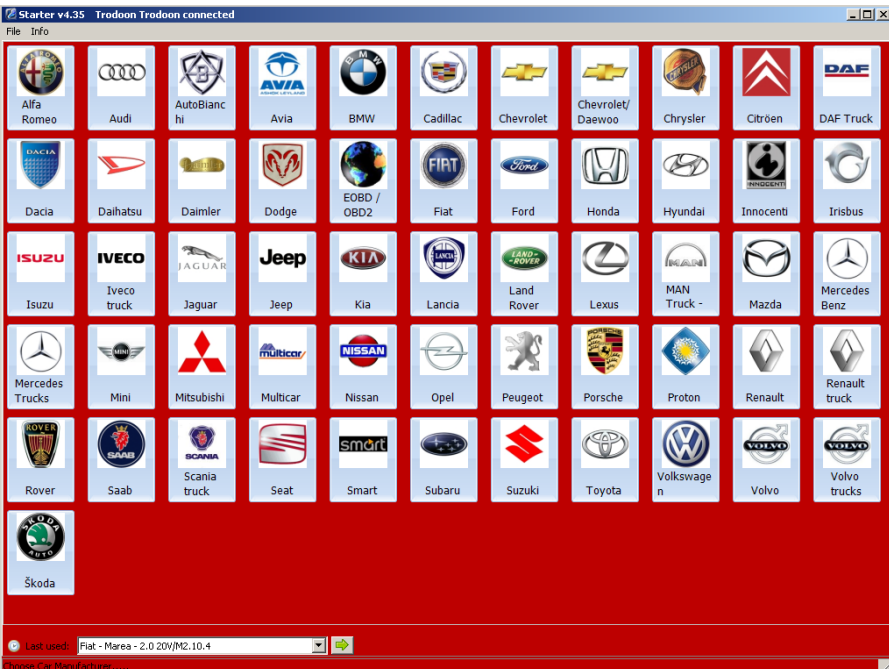 Starter v4.35 Trodoon Trodoon connected
File Info
Alfa
Romeo
Audi
AutoBianc
hi
Avia
BMW
Cadillac
Chevrolet
Chevrolet/
Daewoo
Chrysler
Citröen
DAF Truck
Dacia
Daihatsu
Daimler
Dodge
EOBD /
OBD2
Fiat
Ford
Honda
Hyundai
Innocenti
Irisbus
Isuzu
Iveco
truck
Jaguar
Jeep
Kia
Lancia
Land
Rover
Lexus
MAN
Truck -
Mazda
Mercedes
Benz
Mercedes
Trucks
Mini
Mitsubishi
Multicar
Nissan
Opel
Peugeot
Porsche
Proton
Renault
Renault
truck
Rover
Saab
Scania
truck
Seat
Smart
Subaru
Suzuki
Toyota
Volkswage
n
Volvo
Volvo
trucks
Škoda
Last used: Fiat - Marea - 2.0 20V/M2.10.4
Choose Car Manufacturer.....